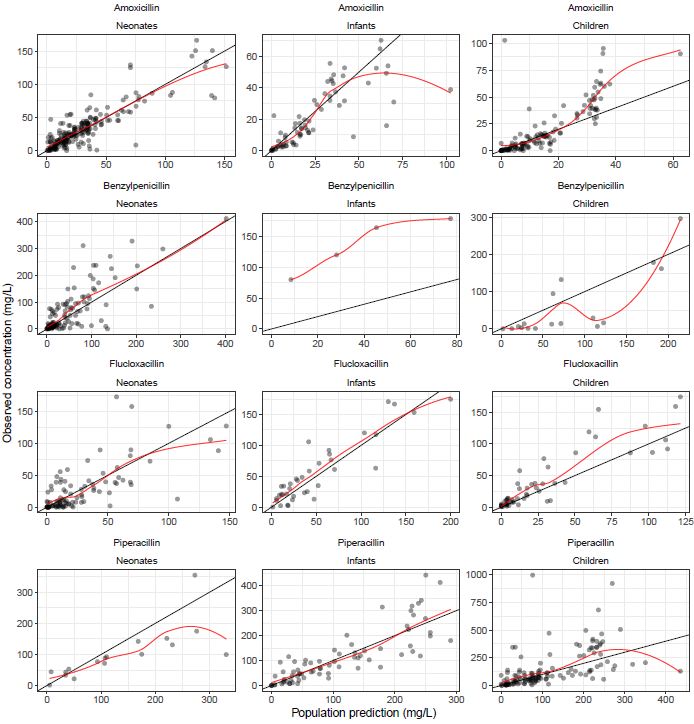 Amoxicillin Amoxicillin Amoxicillin
Neonates Infants Children
150 100 50 0
60 40 20 0
100 75 50 25 0
0 50 100 150 0 25 50 75 100 0 20 40 60
Benzylpenicillin Benzylpenicillin Benzylpenicillin
Neonates Infants Children
400 300 200 100 0
150 100 50 0
300 200 100 0
0 100 200 300 400 0 20 40 60 80 0 50 100 150 200
Observed concentration (mg/L)
Flucloxacillin Flucloxacillin Flucloxacillin
Neonates Infants Children
150 100 50 0
150 100 50 0
150 100 50 0
0 50 100 150 0 50 100 150 200 0 25 50 75 100 125
Piperacillin Piperacillin Piperacillin
Neonates Infants Children
300 200 100 0
400 300 200 100 0
1000 750 500 250 0
0 100 200 300 0 100 200 300 0 100 200 300 400
Population prediction (mg/L)